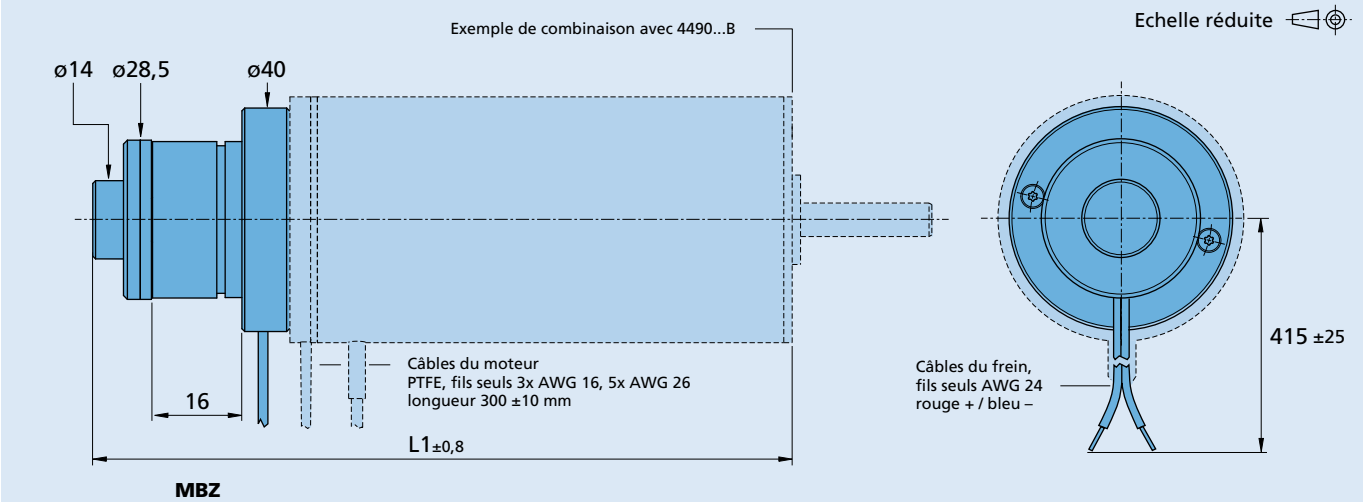 Exemple de combinaison avec 4490...B
Echelle réduite
ø14
ø28,5
ø40
415 ±25
Câbles du moteur
PTFE, fils seuls 3x AWG 16, 5x AWG 26
longueur 300 ±10 mm
Câbles du frein,
fils seuls AWG 24
rouge + / bleu –
16
L1±0,8
MBZ